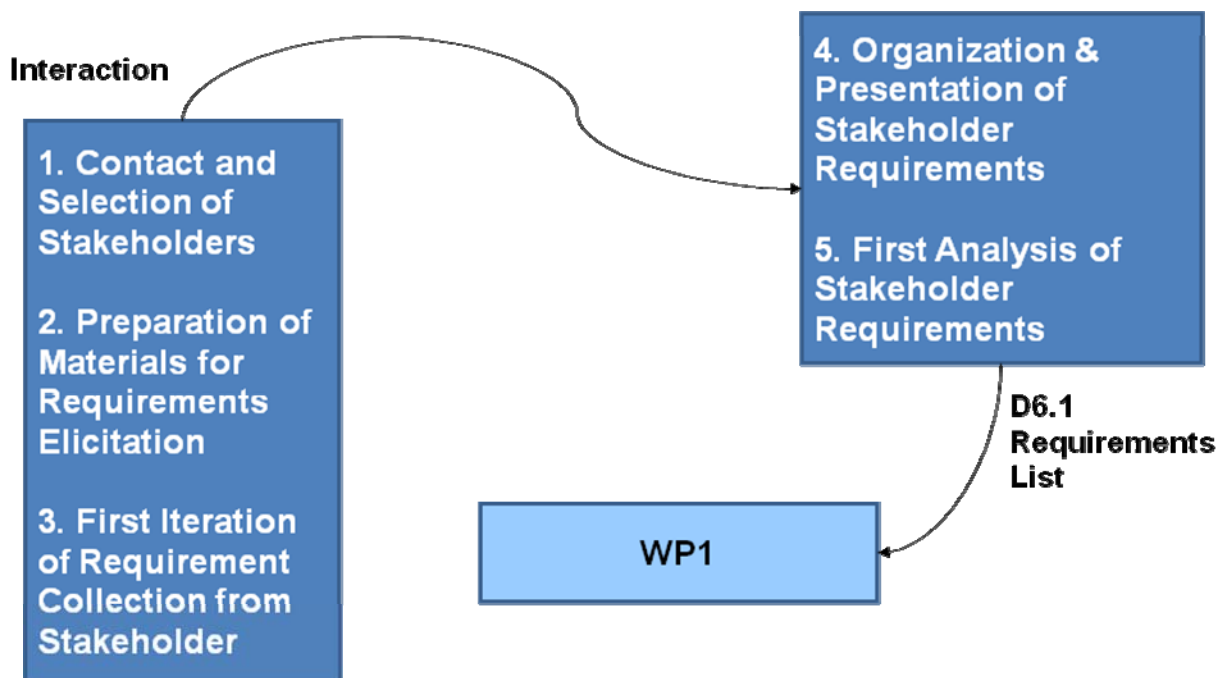 Interaction
1. Contact and
Selection of
Stakeholders
2. Preparation of
Materials for
Requirements
Elicitation
3. First Iteration
of Requirement
Collection from
Stakeholder
4. Organization &
Presentation of
Stakeholder
Requirements
5. First Analysis of
Stakeholder
Requirements
D6.1
Requirements
List
WP1